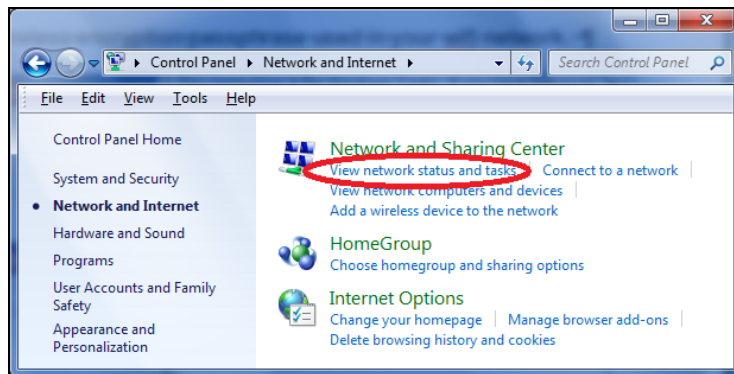 Control Panel ▸ Network and Internet ▸
Search Control Panel
File Edit View Tools Help
Control Panel Home
System and Security
Network and Internet
Hardware and Sound
Programs
User Accounts and Family
Safety
Appearance and
Personalization
Network and Sharing Center
View network status and tasks Connect to a network
View network computers and devices
Add a wireless device to the network
HomeGroup
Choose homegroup and sharing options
Internet Options
Change your homepage Manage browser add-ons
Delete browsing history and cookies